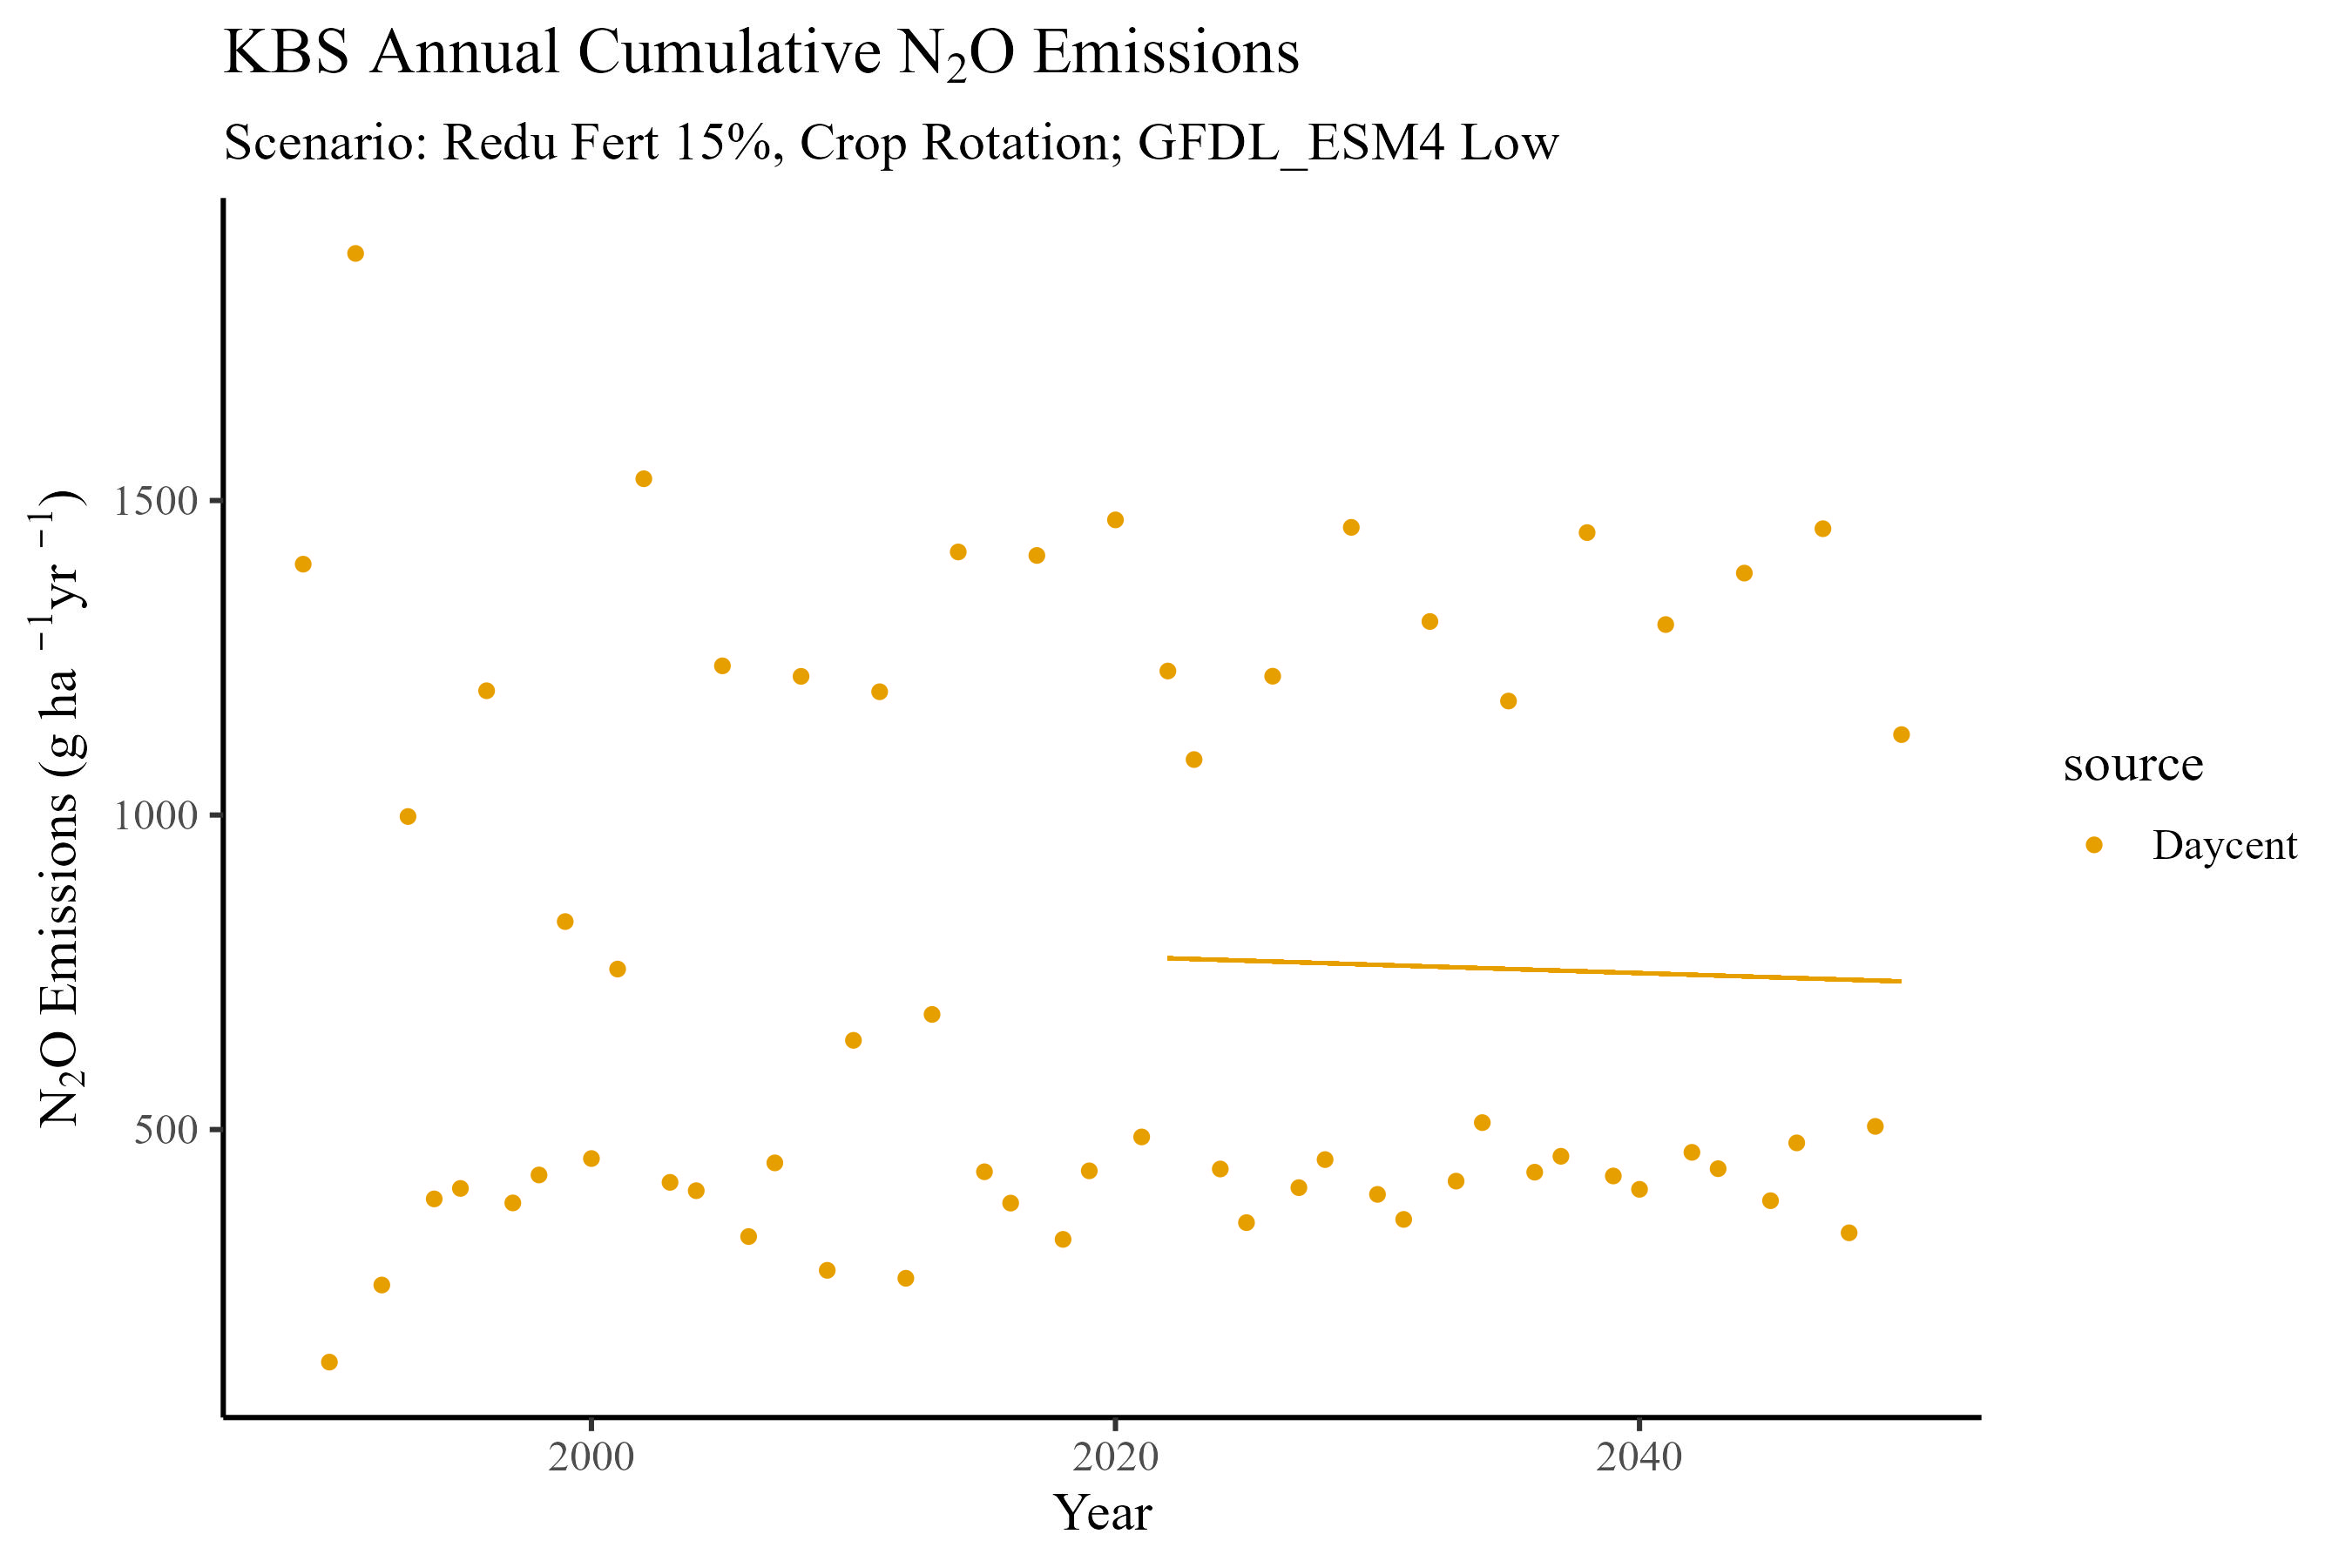 KBS Annual Cumulative N₂O Emissions
Scenario: Redu Fert 15%, Crop Rotation; GFDL_ESM4 Low
N₂O Emissions (g ha ⁻¹yr ⁻¹)
1500
1000
500
2000
2020
2040
Year
source
Daycent